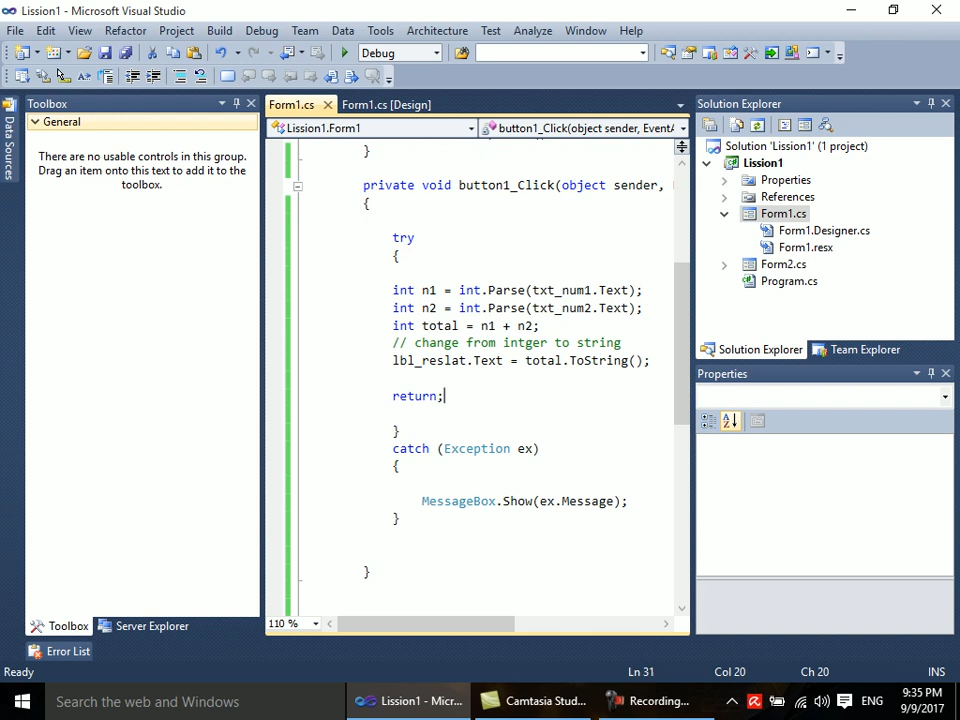 Lission1 - Microsoft Visual Studio
File Edit View Refactor Project Build Debug Team Data Tools Architecture Test Analyze Window Help
Debug
Data Sources
Toolbox
General
There are no usable controls in this group.
Drag an item onto this text to add it to the
toolbox.
Toolbox Server Explorer
Form1.cs Form1.cs [Design]
Lission1.Form1 button1_Click(object sender, EventA
}
private void button1_Click(object sender,
{
try
{
int n1 = int.Parse(txt_num1.Text);
int n2 = int.Parse(txt_num2.Text);
int total = n1 + n2;
// change from intger to string
lbl_reslat.Text = total.ToString();
return;
}
catch (Exception ex)
{
MessageBox.Show(ex.Message);
}
}
110 %
Solution Explorer
Solution 'Lission1' (1 project)
Lission1
Properties
References
Form1.cs
Form1.Designer.cs
Form1.resx
Form2.cs
Program.cs
Solution Explorer Team Explorer
Properties
Error List
Ready Ln 31 Col 20 Ch 20 INS
Search the web and Windows
Lission1 - Micr...
Camtasia Stud...
Recording...
ENG
9:35 PM
9/9/2017